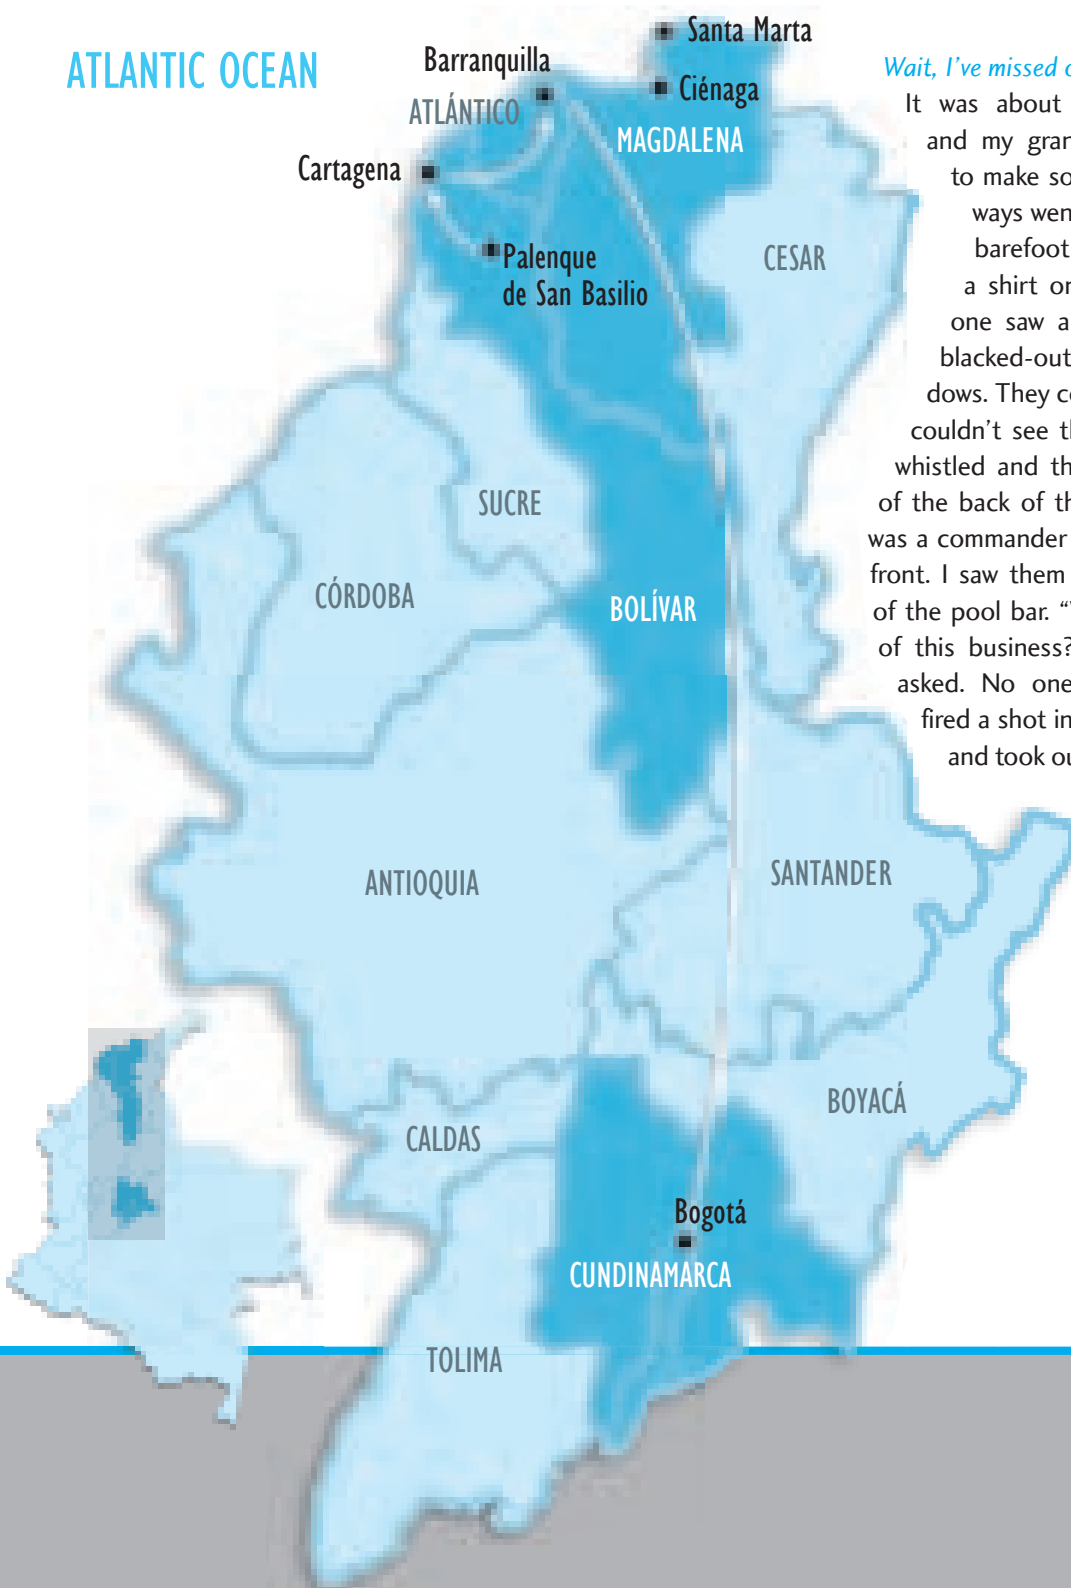 ATLANTIC OCEAN
Santa Marta
Barranquilla
Ciénaga
ATLÁNTICO
MAGDALENA
Cartagena
CESAR
Palenque
de San Basilio
SUCRE
CÓRDOBA
BOLÍVAR
ANTIOQUIA
SANTANDER
BOYACÁ
CALDAS
Bogotá
CUNDINAMARCA
TOLIMA
Wait, I've missed
It was about
and my gran
to make so
ways wen
barefoot
a shirt or
one saw a
blacked-out
dows. They c
couldn't see th
whistled and th
of the back of th
was a commander
front. I saw them
of the pool bar. “
of this business?
asked. No one
fired a shot in
and took ou